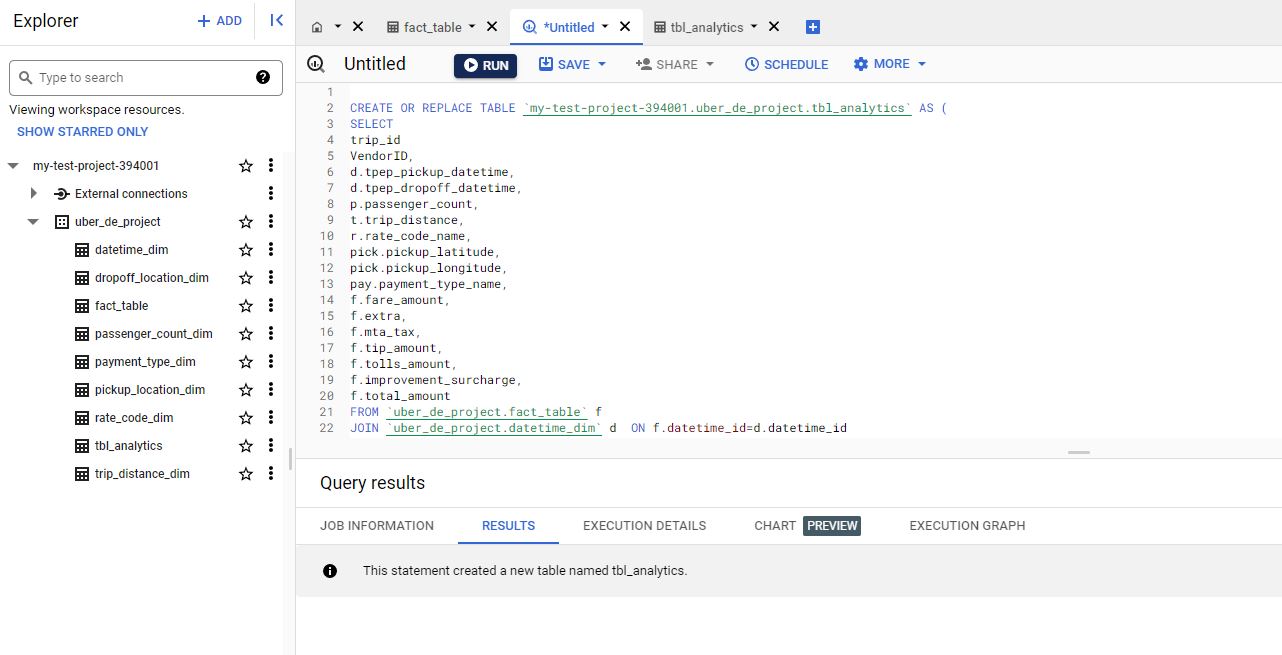 Explorer
+ ADD
Type to search
Viewing workspace resources.
SHOW STARRED ONLY
my-test-project-394001
External connections
uber_de_project
datetime_dim
dropoff_location_dim
fact_table
passenger_count_dim
payment_type_dim
pickup_location_dim
rate_code_dim
tbl_analytics
trip_distance_dim
fact_table
*Untitled
tbl_analytics
Untitled
RUN
SAVE
SHARE
SCHEDULE
MORE
1
2 CREATE OR REPLACE TABLE `my-test-project-394001.uber_de_project.tbl_analytics` AS (
3 SELECT
4 trip_id
5 VendorID,
6 d.tpep_pickup_datetime,
7 d.tpep_dropoff_datetime,
8 p.passenger_count,
9 t.trip_distance,
10 r.rate_code_name,
11 pick.pickup_latitude,
12 pick.pickup_longitude,
13 pay.payment_type_name,
14 f.fare_amount,
15 f.extra,
16 f.mta_tax,
17 f.tip_amount,
18 f.tolls_amount,
19 f.improvement_surcharge,
20 f.total_amount
21 FROM `uber_de_project.fact_table` f
22 JOIN `uber_de_project.datetime_dim` d  ON f.datetime_id=d.datetime_id
Query results
JOB INFORMATION
RESULTS
EXECUTION DETAILS
CHART PREVIEW
EXECUTION GRAPH
This statement created a new table named tbl_analytics.